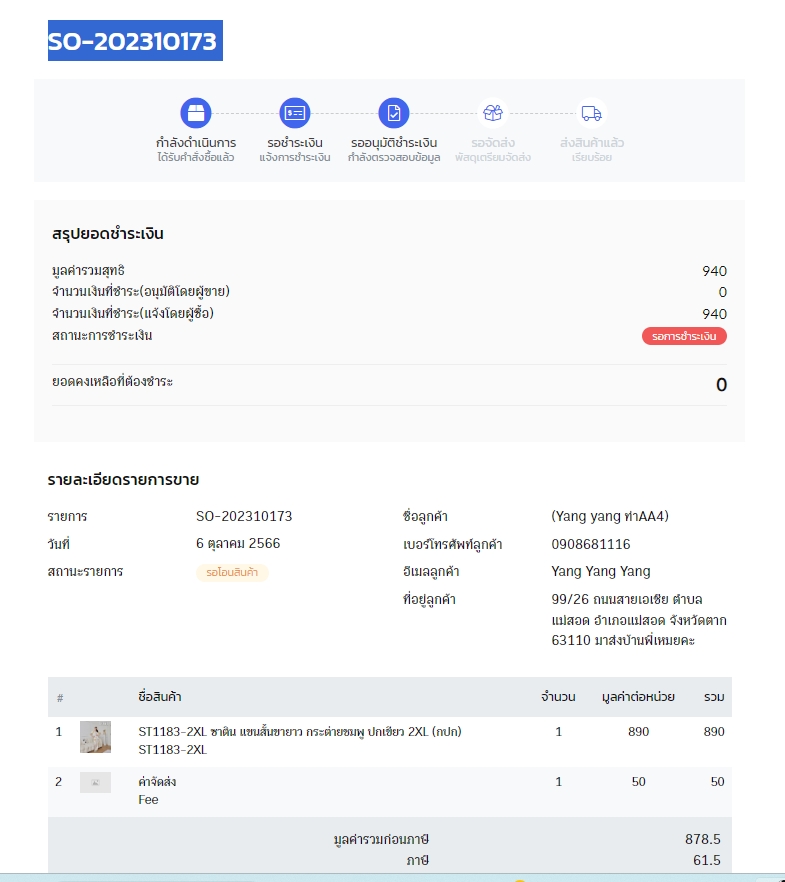 SO-202310173
กำลังดำเนินการ
ได้รับคำสั่งซื้อแล้ว
รอชำระเงิน
แจ้งการชำระเงิน
รออนุมัติชำระเงิน
กำลังตรวจสอบข้อมูล
รอจัดส่ง
พัสดุเตรียมจัดส่ง
ส่งสินค้าแล้ว
เรียบร้อย
สรุปยอดชำระเงิน
มูลค่ารวมสุทธิ 940
จำนวนเงินที่ชำระ(อนุมัติโดยผู้ขาย) 0
จำนวนเงินที่ชำระ(แจ้งโดยผู้ซื้อ) 940
สถานะการชำระเงิน รอการชำระเงิน
ยอดคงเหลือที่ต้องชำระ 0
รายละเอียดรายการขาย
รายการ SO-202310173
วันที่ 6 ตุลาคม 2566
สถานะรายการ รอโอนสินค้า
ชื่อลูกค้า (Yang yang ท่าAA4)
เบอร์โทรศัพท์ลูกค้า 0908681116
อีเมลลูกค้า Yang Yang Yang
ที่อยู่ลูกค้า 99/26 ถนนสายเอเชีย ตำบล
แม่สอด อำเภอแม่สอด จังหวัดตาก
63110 มาส่งบ้านพี่เหมยคะ
# ชื่อสินค้า จำนวน มูลค่าต่อหน่วย รวม
1 ST1183-2XL ซาติน แขนสั้นขายาว กระต่ายชมพู ปกเขียว 2XL (กปก) 1 890 890
ST1183-2XL
2 ค่าจัดส่ง 1 50 50
Fee
มูลค่ารวมก่อนภาษี 878.5
ภาษี 61.5